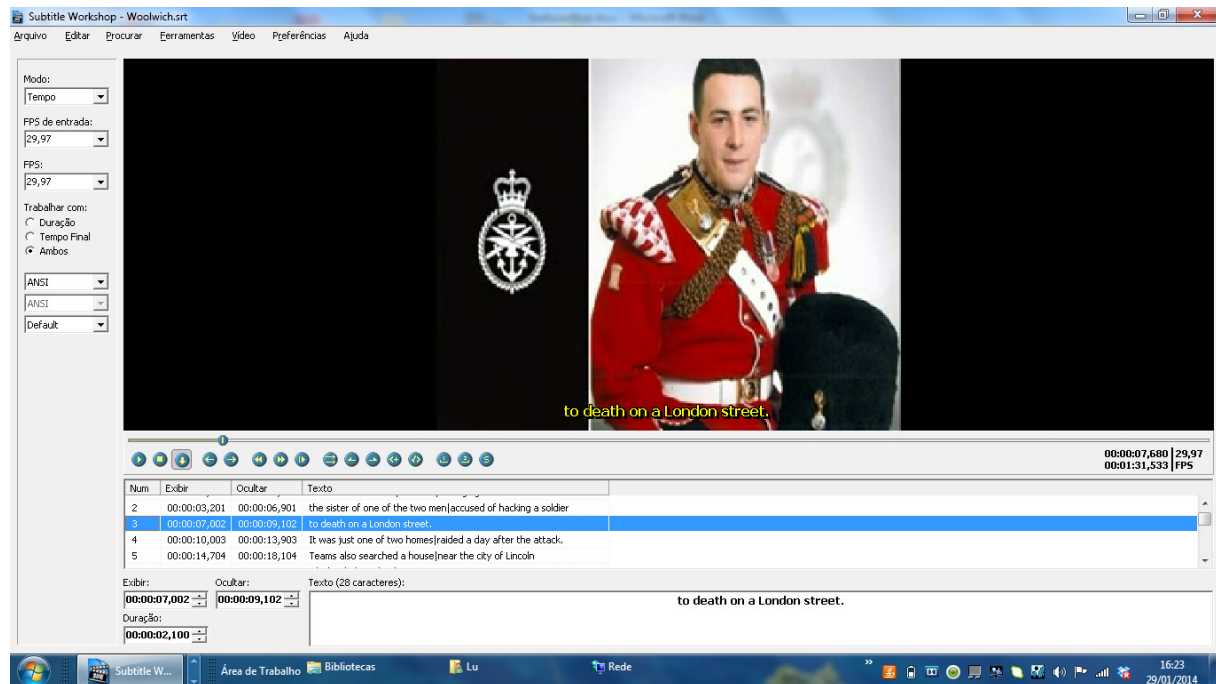 Subtitle Workshop - Woolwich.srt
Arquivo Editar Procurar Ferramentas Vídeo Preferências Ajuda
Modo:
Tempo
FPS de entrada:
29,97
FPS:
29,97
Trabalhar com:
Duração
Tempo Final
Ambos
ANSI
ANSI
Default
to death on a London street.
00:00:07,680 29,97
00:01:31,533 FPS
Num Exibir Ocultar Texto
2 00:00:03,201 00:00:06,901 the sister of one of the two men|accused of hacking a soldier
3 00:00:07,002 00:00:09,102 to death on a London street.
4 00:00:10,003 00:00:13,903 It was just one of two homes|raided a day after the attack.
5 00:00:14,704 00:00:18,104 Teams also searched a house|near the city of Lincoln
Exibir: Ocultar: Texto (28 caracteres):
00:00:07,002 00:00:09,102 to death on a London street.
Duração:
00:00:02,100
Subtitle W... Área de Trabalho Bibliotecas Lu Rede » 16:23
29/01/2014